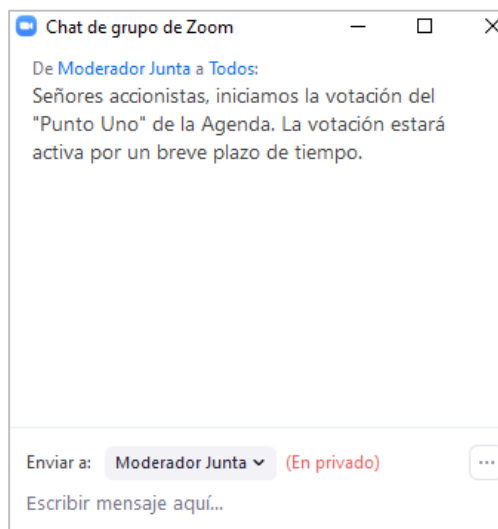 Chat de grupo de Zoom
De Moderador Junta a Todos:
Señores accionistas, iniciamos la votación del
"Punto Uno" de la Agenda. La votación estará
activa por un breve plazo de tiempo.
Enviar a: Moderador Junta (En privado)
Escribir mensaje aquí...